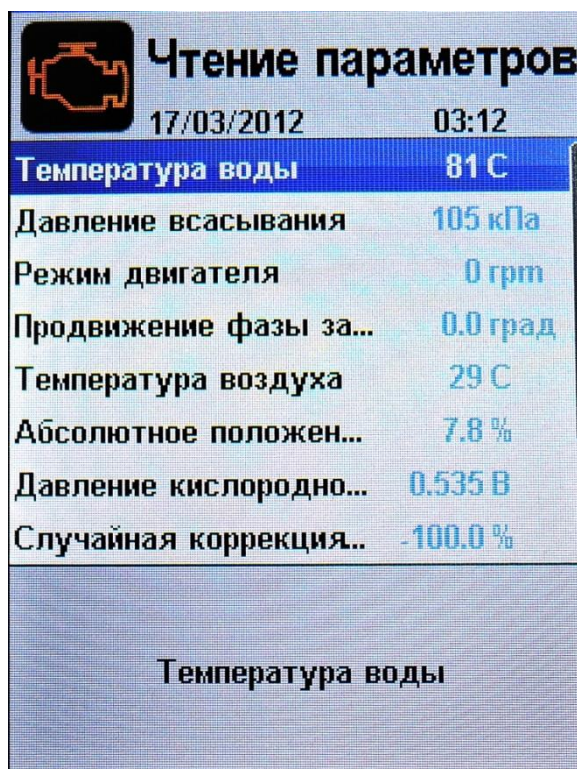 Чтение параметров
17/03/2012 03:12
Температура воды 81 C
Давление всасывания 105 кПа
Режим двигателя 0 грm
Продвижение фазы за... 0.0 град
Температура воздуха 29 C
Абсолютное положен... 7.8 %
Давление кислородно... 0.535 В
Случайная коррекция... -100.0 %
Температура воды